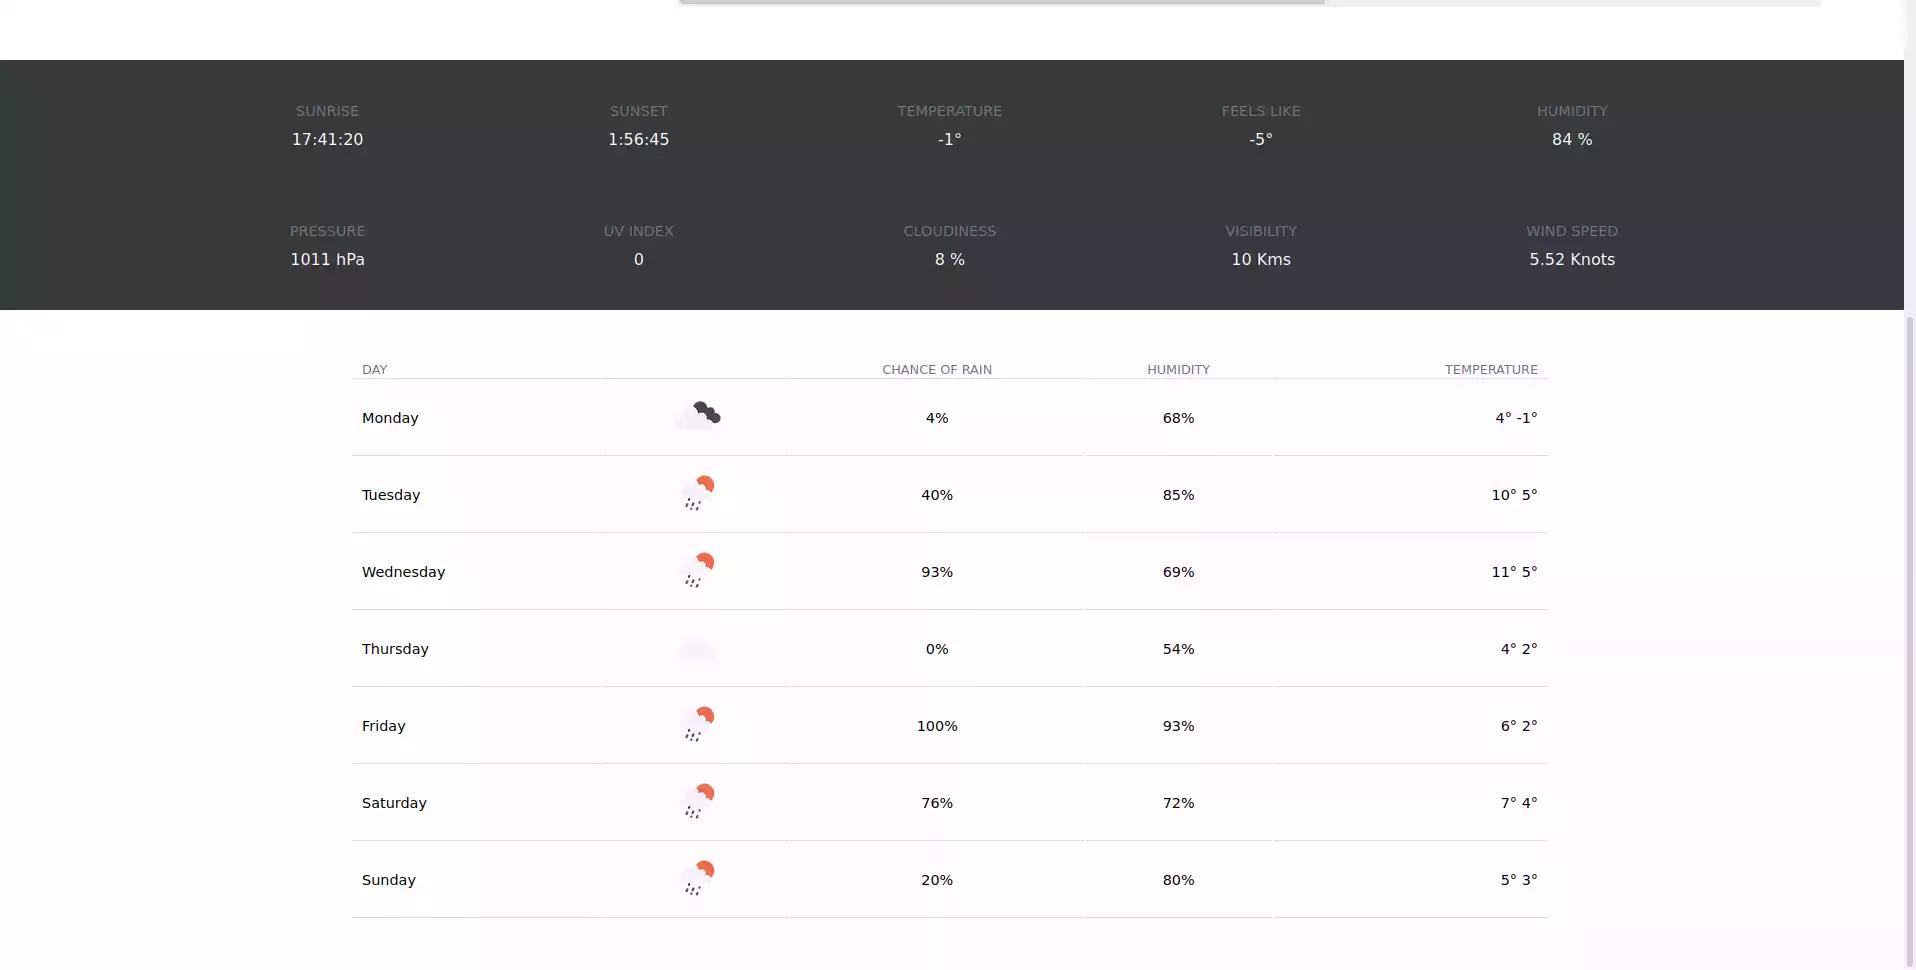 SUNRISE SUNSET TEMPERATURE FEELS LIKE HUMIDITY
17:41:20 1:56:45 -1° -5° 84 %
PRESSURE UV INDEX CLOUDINESS VISIBILITY WIND SPEED
1011 hPa 0 8 % 10 Kms 5.52 Knots
DAY CHANCE OF RAIN HUMIDITY TEMPERATURE
Monday 4% 68% 4° -1°
Tuesday 40% 85% 10° 5°
Wednesday 93% 69% 11° 5°
Thursday 0% 54% 4° 2°
Friday 100% 93% 6° 2°
Saturday 76% 72% 7° 4°
Sunday 20% 80% 5° 3°